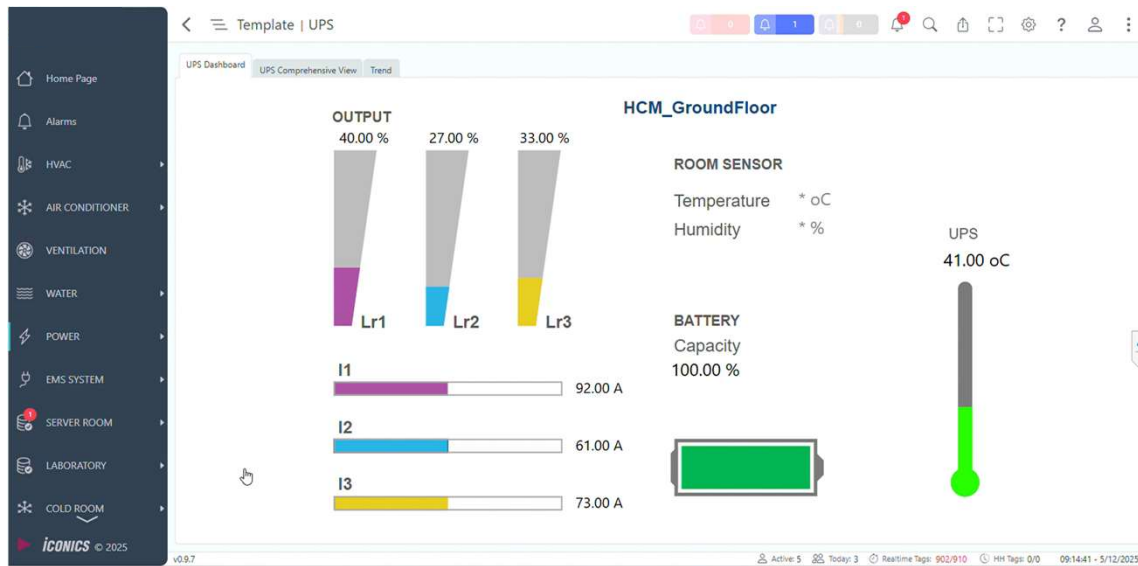 Template | UPS
0
1
0
1
?
UPS Dashboard
UPS Comprehensive View
Trend
Home Page
Alarms
HVAC
AIR CONDITIONER
VENTILATION
WATER
POWER
EMS SYSTEM
1
SERVER ROOM
LABORATORY
COLD ROOM
ICONICS © 2025
HCM_GroundFloor
OUTPUT
40.00 %
27.00 %
33.00 %
Lr1
Lr2
Lr3
I1
92.00 A
I2
61.00 A
I3
73.00 A
ROOM SENSOR
Temperature * oC
Humidity * %
BATTERY
Capacity
100.00 %
UPS
41.00 oC
v0.9.7
Active: 5
Today: 3
Realtime Tags: 902/910
HH Tags: 0/0
09:14:41 - 5/12/2025